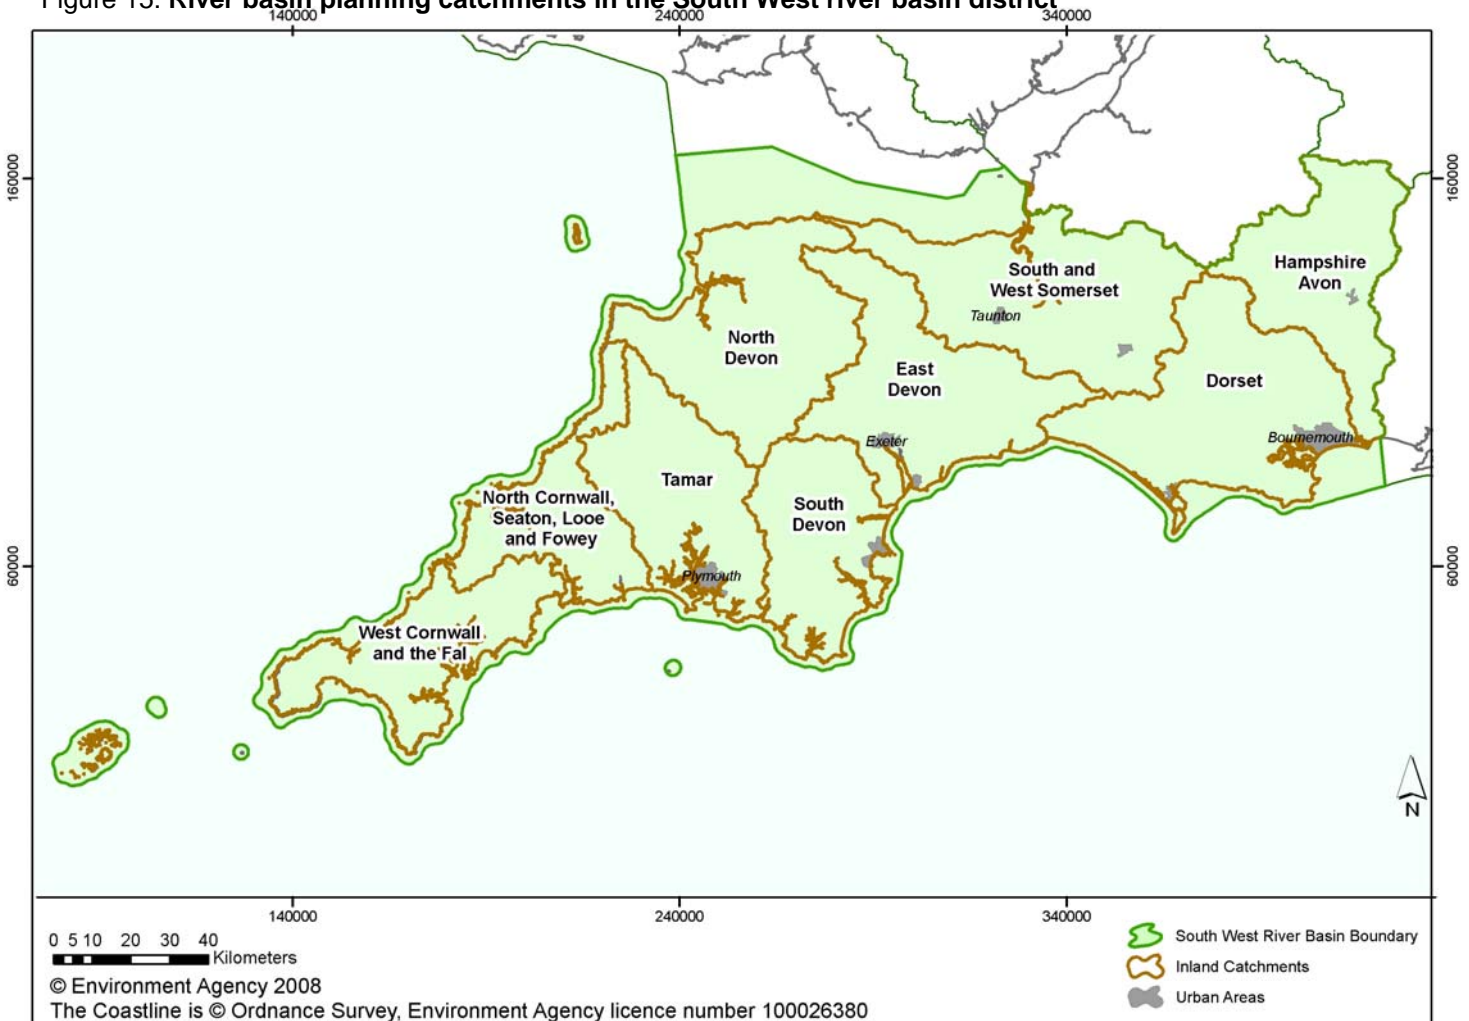 Figure 15: River basin planning catchments in the South West river basin district
140000 240000 340000
160000 160000
Hampshire
Avon
South and
West Somerset
Taunton
North
Devon
East
Devon
Dorset
Exeter
Bournemouth
Tamar
North Cornwall,
Seaton, Looe
and Fowey
South
Devon
60000 60000
Plymouth
West Cornwall
and the Fal
N
140000 240000 340000
0 5 10 20 30 40
Kilometers
South West River Basin Boundary
Inland Catchments
Urban Areas
© Environment Agency 2008
The Coastline is © Ordnance Survey, Environment Agency licence number 100026380